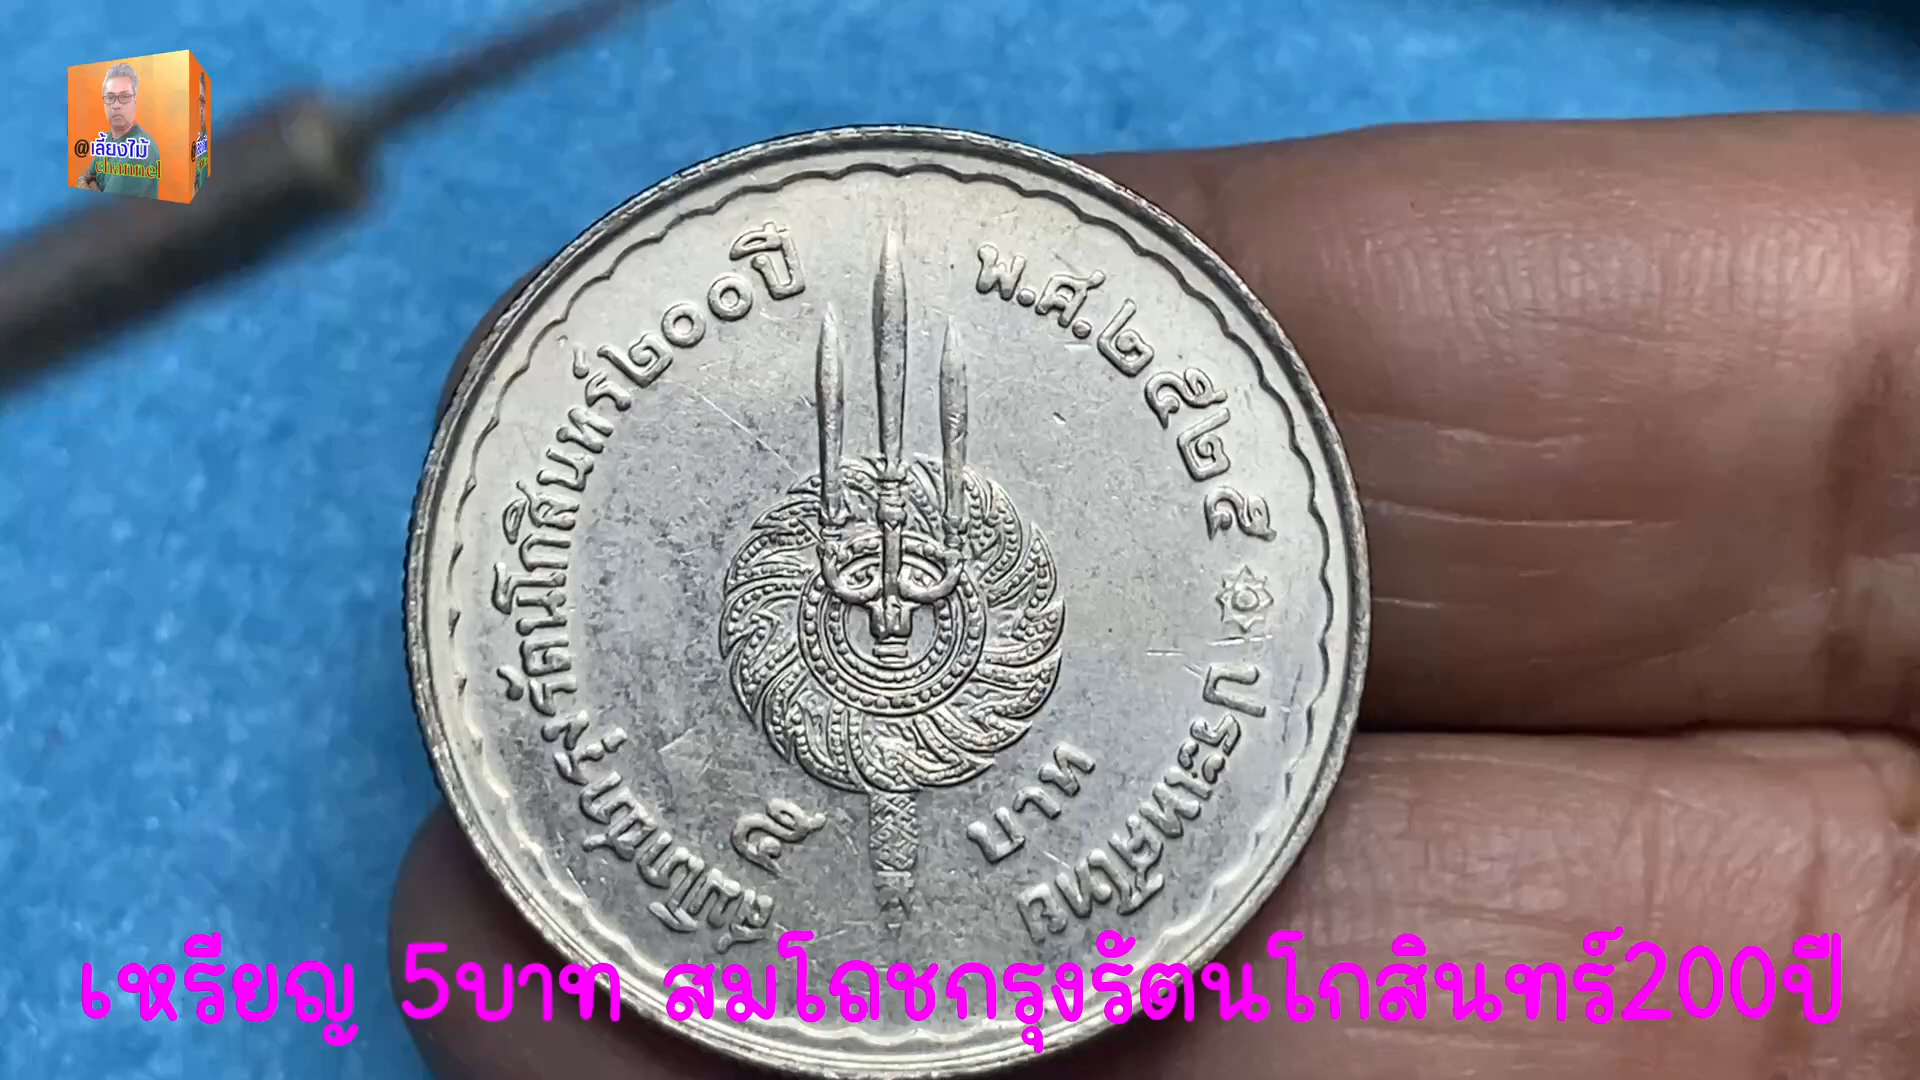 @เลี้ยงไม้
channel
สมโภชกรุงรัตนโกสินทร์๒๐๐ปี
พ.ศ.๒๕๒๕
ประเทศไทย
๕
บาท
เหรียญ 5บาท สมโภชกรุงรัตนโกสินทร์200ปี